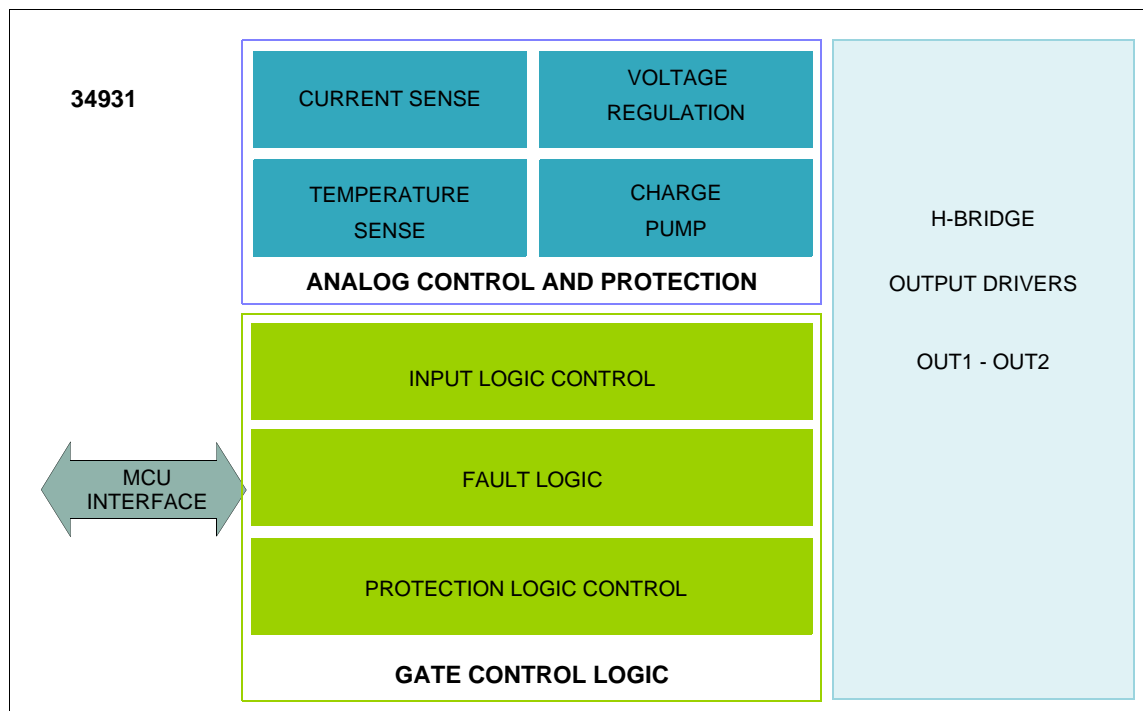 34931
CURRENT SENSE
VOLTAGE
REGULATION
TEMPERATURE
SENSE
CHARGE
PUMP
ANALOG CONTROL AND PROTECTION
INPUT LOGIC CONTROL
FAULT LOGIC
PROTECTION LOGIC CONTROL
GATE CONTROL LOGIC
MCU
INTERFACE
H-BRIDGE
OUTPUT DRIVERS
OUT1 - OUT2